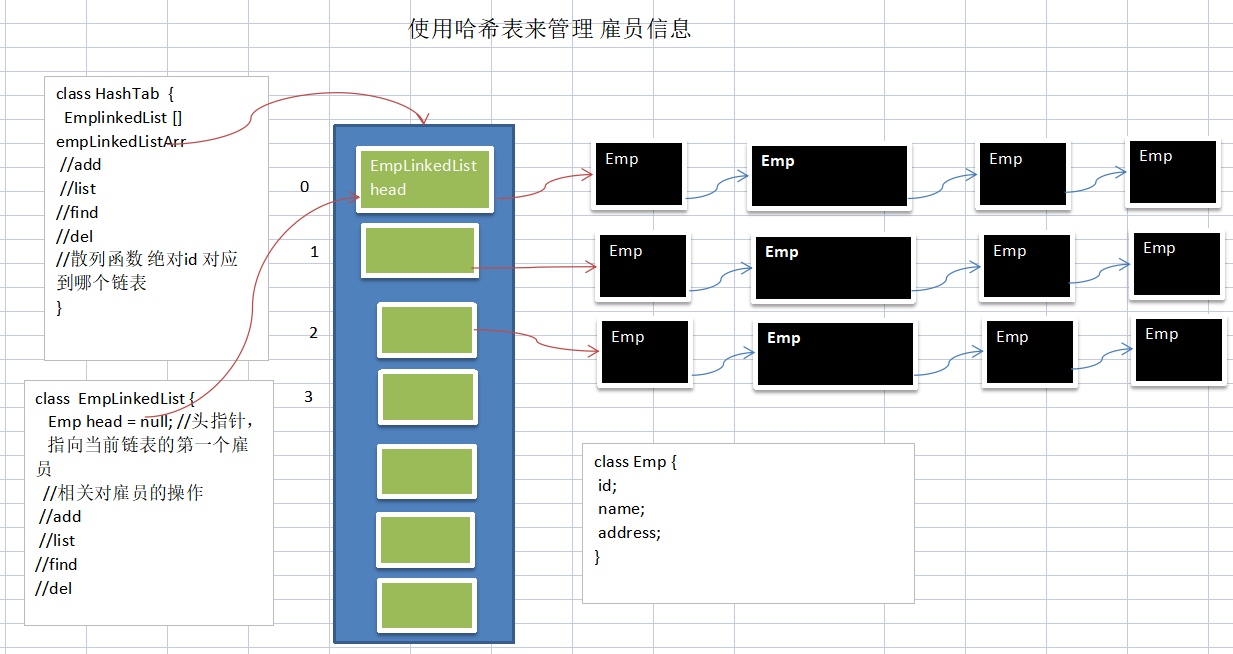 使用哈希表来管理 雇员信息
class HashTab {
EmplinkedList []
empLinkedListArr
//add
//list
//find
//del
//散列函数 绝对id 对应
到哪个链表
}
class EmpLinkedList {
Emp head = null; //头指针，
指向当前链表的第一个雇
员
//相关对雇员的操作
//add
//list
//find
//del
EmpLinkedList
head
0
1
2
3
Emp
Emp
Emp
Emp
Emp
Emp
Emp
Emp
Emp
Emp
Emp
Emp
class Emp {
id;
name;
address;
}